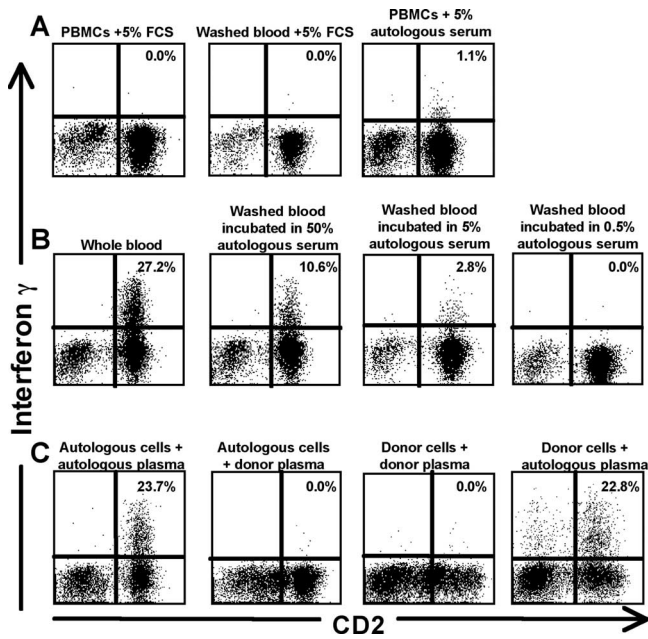 A
PBMCs +5% FCS
0.0%
Washed blood +5% FCS
0.0%
PBMCs + 5%
autologous serum
1.1%
B
Whole blood
27.2%
Washed blood
incubated in 50%
autologous serum
10.6%
Washed blood
incubated in 5%
autologous serum
2.8%
Washed blood
incubated in 0.5%
autologous serum
0.0%
C
Autologous cells +
autologous plasma
23.7%
Autologous cells
+ donor plasma
0.0%
Donor cells +
donor plasma
0.0%
Donor cells +
autologous plasma
22.8%
Interferon γ
CD2